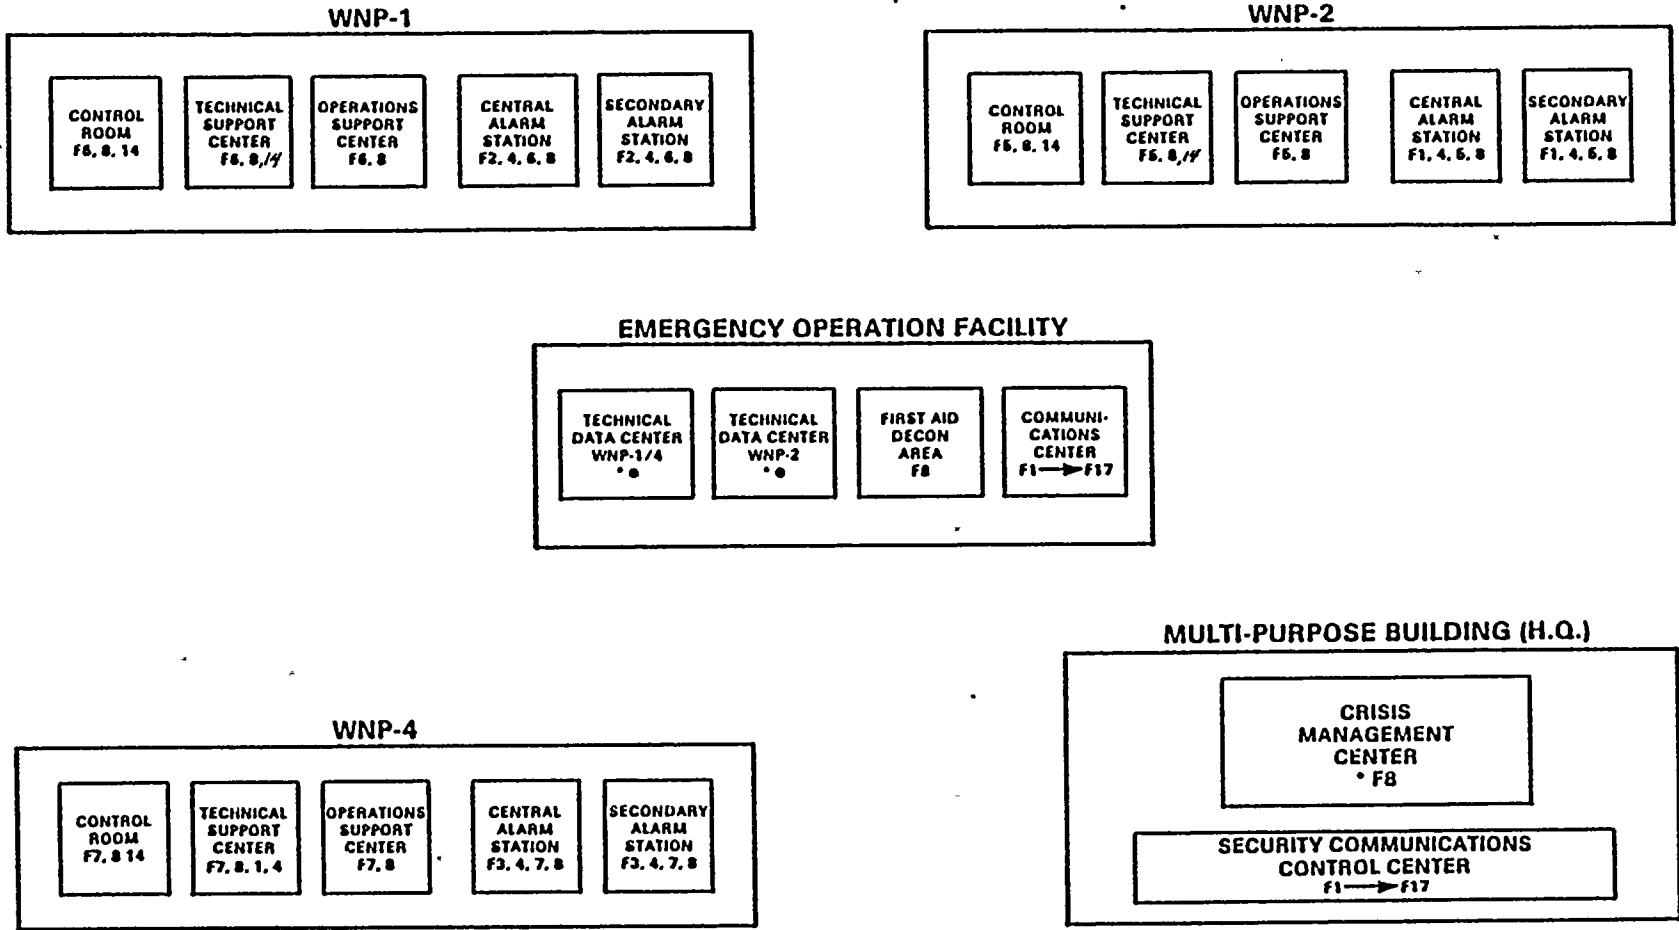 WNP-1
CONTROL
ROOM
F6, 8, 14
TECHNICAL
SUPPORT
CENTER
F6, 8, 14
OPERATIONS
SUPPORT
CENTER
F6, 8
CENTRAL
ALARM
STATION
F2, 4, 6, 8
SECONDARY
ALARM
STATION
F2, 4, 6, 8
WNP-2
CONTROL
ROOM
F5, 8, 14
TECHNICAL
SUPPORT
CENTER
F5, 8, 14
OPERATIONS
SUPPORT
CENTER
F5, 8
CENTRAL
ALARM
STATION
F1, 4, 5, 8
SECONDARY
ALARM
STATION
F1, 4, 5, 8
EMERGENCY OPERATION FACILITY
TECHNICAL
DATA CENTER
WNP-1/4
TECHNICAL
DATA CENTER
WNP-2
FIRST AID
DECON
AREA
F8
COMMUNI-
CATIONS
CENTER
F1→F17
WNP-4
CONTROL
ROOM
F7, 8 14
TECHNICAL
SUPPORT
CENTER
F7, 8, 1, 4
OPERATIONS
SUPPORT
CENTER
F7, 8
CENTRAL
ALARM
STATION
F3, 4, 7, 8
SECONDARY
ALARM
STATION
F3, 4, 7, 8
MULTI-PURPOSE BUILDING (H.Q.)
CRISIS
MANAGEMENT
CENTER
* F8
SECURITY COMMUNICATIONS
CONTROL CENTER
F1→F17